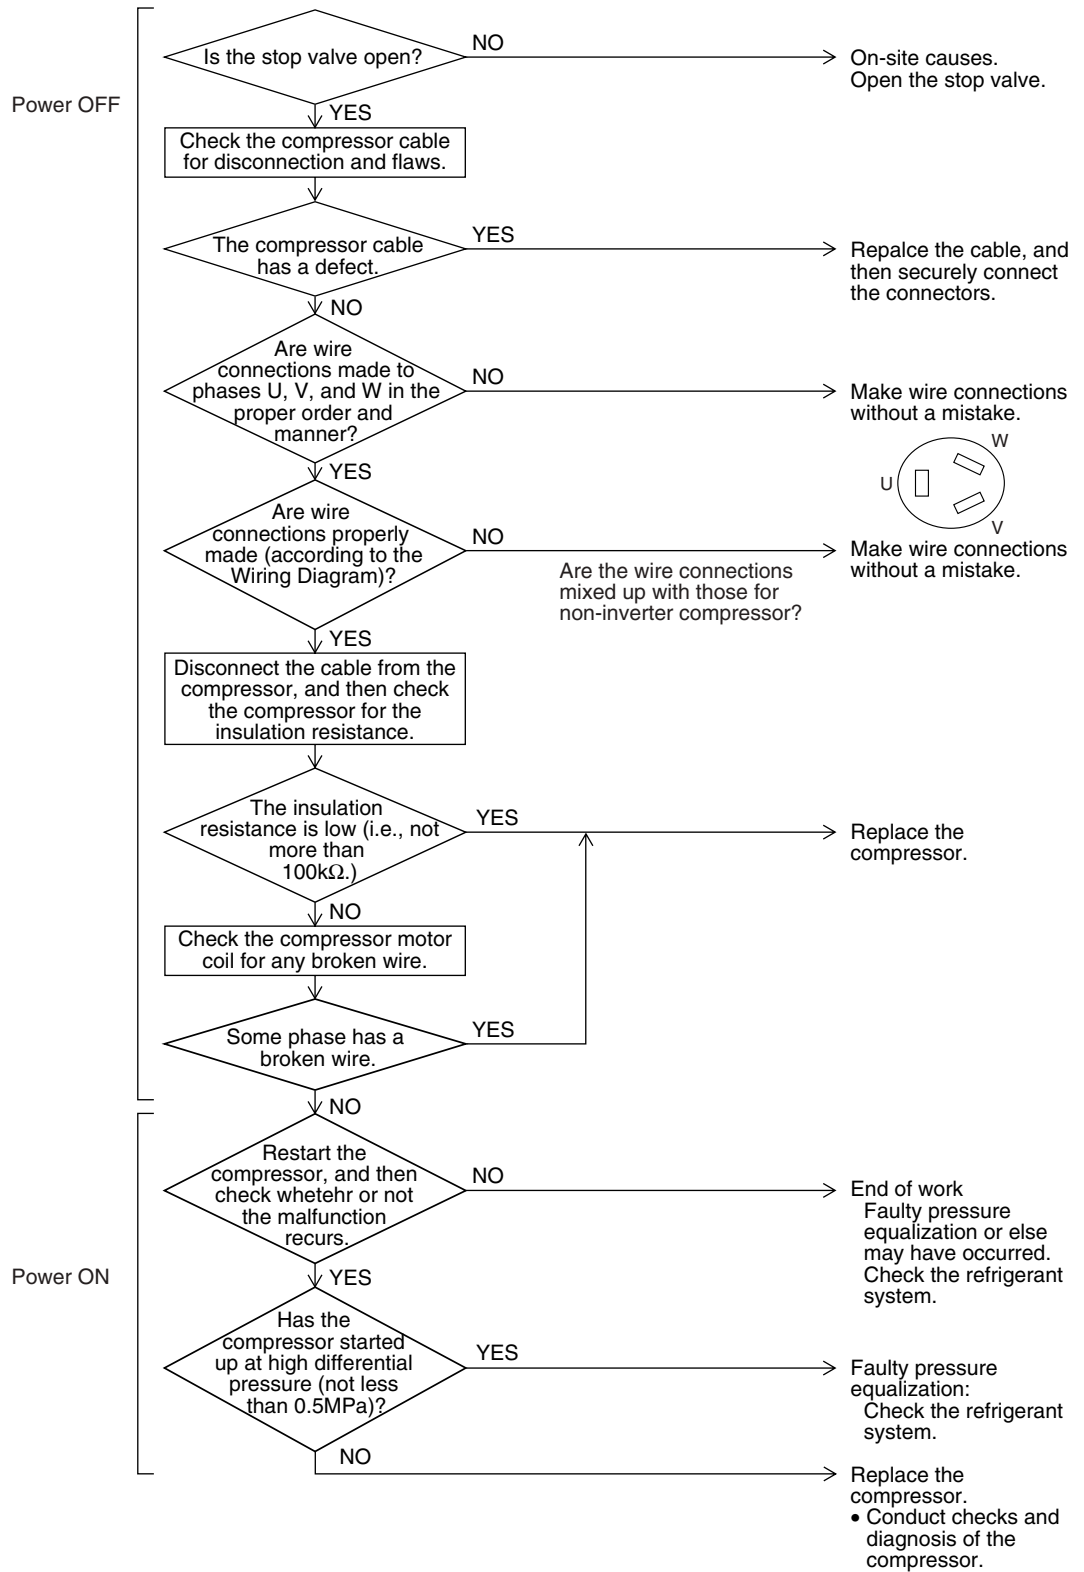 Power OFF
Is the stop valve open?
NO
On-site causes.
Open the stop valve.
YES
Check the compressor cable
for disconnection and flaws.
The compressor cable
has a defect.
YES
Repalce the cable, and
then securely connect
the connectors.
NO
Are wire
connections made to
phases U, V, and W in the
proper order and
manner?
NO
Make wire connections
without a mistake.
W
U
V
YES
Are wire
connections properly
made (according to the
Wiring Diagram)?
NO
Make wire connections
without a mistake.
Are the wire connections
mixed up with those for
non-inverter compressor?
YES
Disconnect the cable from the
compressor, and then check
the compressor for the
insulation resistance.
The insulation
resistance is low (i.e., not
more than
100kΩ.)
YES
Replace the
compressor.
NO
Check the compressor motor
coil for any broken wire.
Some phase has a
broken wire.
YES
NO
Power ON
Restart the
compressor, and then
check whetehr or not
the malfunction
recurs.
NO
End of work
Faulty pressure
equalization or else
may have occurred.
Check the refrigerant
system.
YES
Has the
compressor started
up at high differential
pressure (not less
than 0.5MPa)?
YES
Faulty pressure
equalization:
Check the refrigerant
system.
NO
Replace the
compressor.
• Conduct checks and
diagnosis of the
compressor.